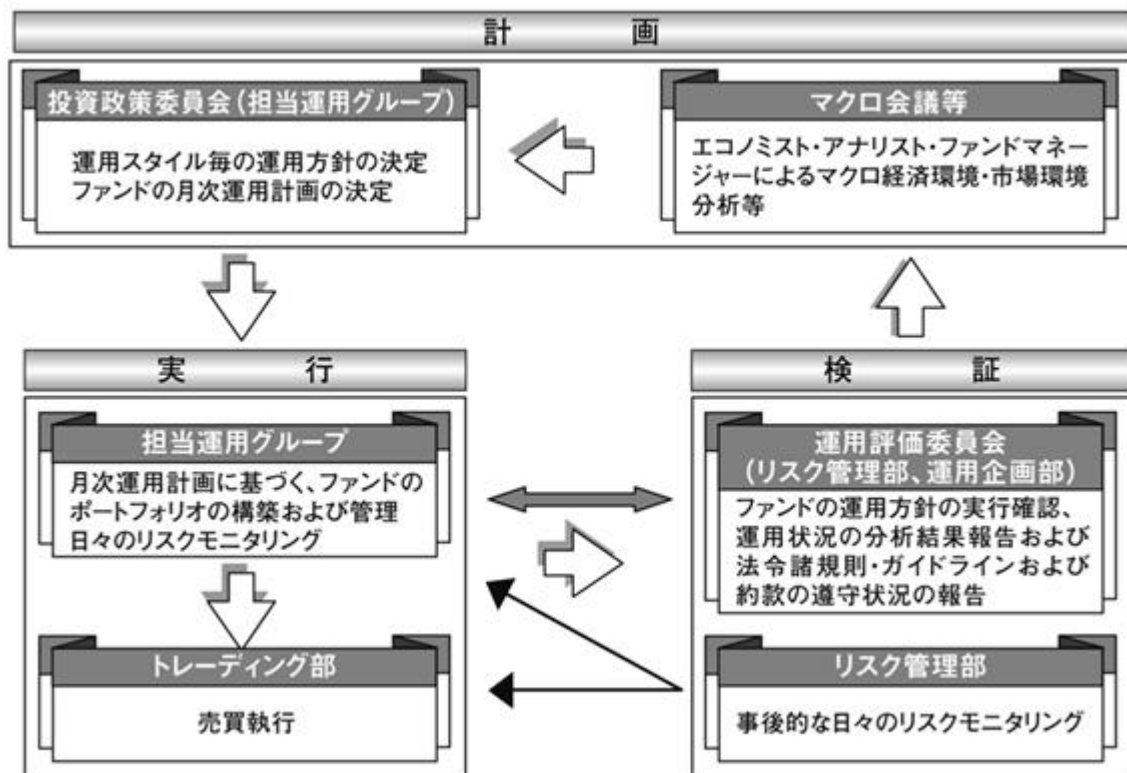 計画
投資政策委員会(担当運用グループ)
運用スタイル毎の運用方針の決定
ファンドの月次運用計画の決定
マクロ会議等
エコノミスト・アナリスト・ファンドマネー
ジャーによるマクロ経済環境・市場環境
分析等
実行
担当運用グループ
月次運用計画に基づく、ファンドの
ポートフォリオの構築および管理
日々のリスクモニタリング
トレーディング部
売買執行
検証
運用評価委員会
(リスク管理部、運用企画部)
ファンドの運用方針の実行確認、
運用状況の分析結果報告および
法令諸規則・ガイドラインおよび
約款の遵守状況の報告
リスク管理部
事後的な日々のリスクモニタリング